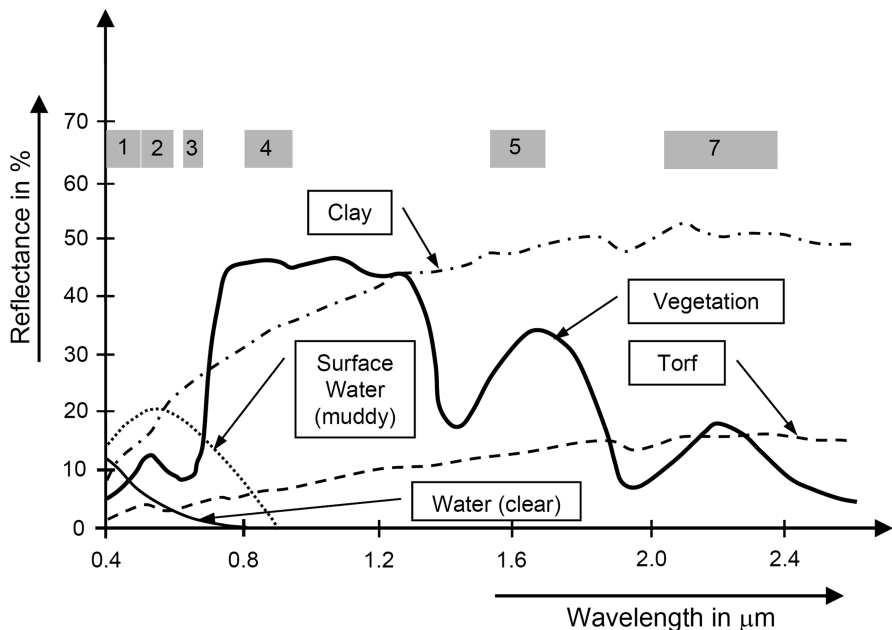 70
1 2 3 4 5 7
60
Clay
50
Vegetation
40
Torf
30
Surface
Water
(muddy)
20
10
Water (clear)
0
0.4 0.8 1.2 1.6 2.0 2.4
Reflectance in %
Wavelength in μm